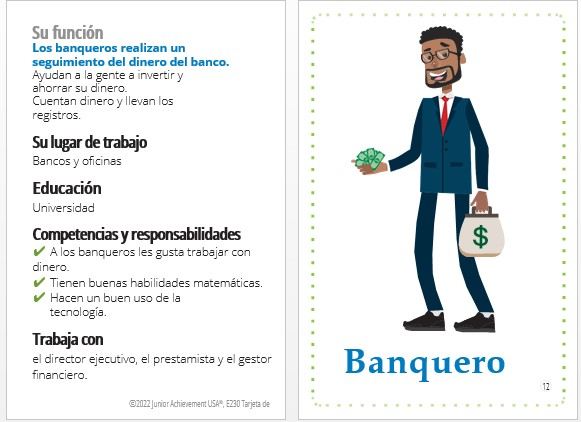 Su función
Los banqueros realizan un
seguimiento del dinero del banco.
Ayudan a la gente a invertir y
ahorrar su dinero.
Cuentan dinero y llevan los
registros.
Su lugar de trabajo
Bancos y oficinas
Educación
Universidad
Competencias y responsabilidades
✔ A los banqueros les gusta trabajar con
dinero.
✔ Tienen buenas habilidades matemáticas.
✔ Hacen un buen uso de la
tecnología.
Trabaja con
el director ejecutivo, el prestamista y el gestor
financiero.
©2022 Junior Achievement USA®, E230 Tarjeta de
$
Banquero
12